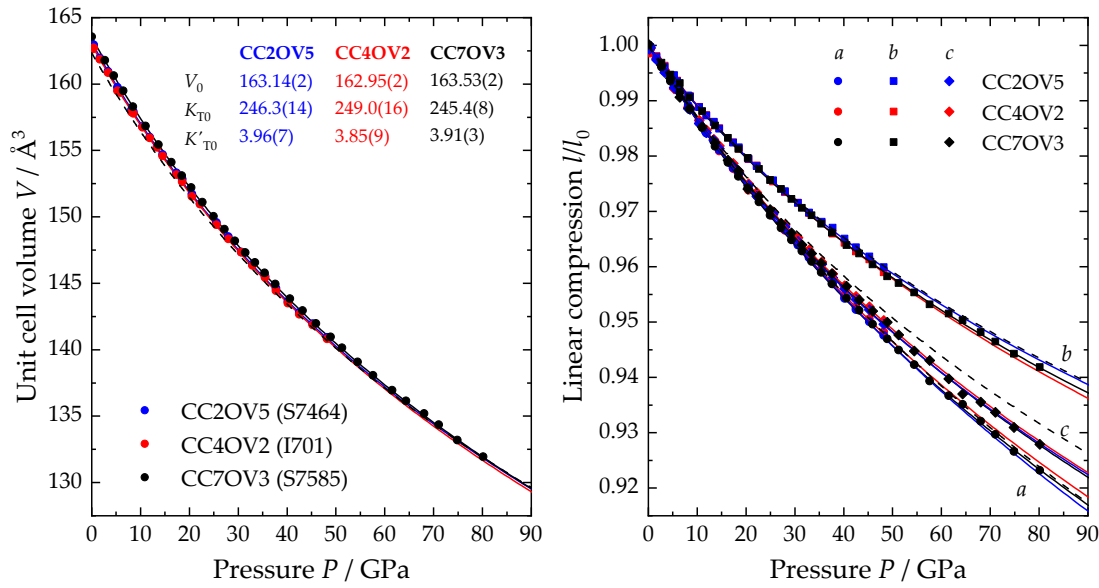 CC2OV5 CC4OV2 CC7OV3
V0 163.14(2) 162.95(2) 163.53(2)
KT0 246.3(14) 249.0(16) 245.4(8)
K′T0 3.96(7) 3.85(9) 3.91(3)
165
160
155
150
145
140
135
130
Unit cell volume V / Å3
CC2OV5 (S7464)
CC4OV2 (I701)
CC7OV3 (S7585)
0 10 20 30 40 50 60 70 80 90
Pressure P / GPa
a b c
CC2OV5
CC4OV2
CC7OV3
1.00
0.99
0.98
0.97
0.96
0.95
0.94
0.93
0.92
Linear compression l/l0
b
c
a
0 10 20 30 40 50 60 70 80 90
Pressure P / GPa